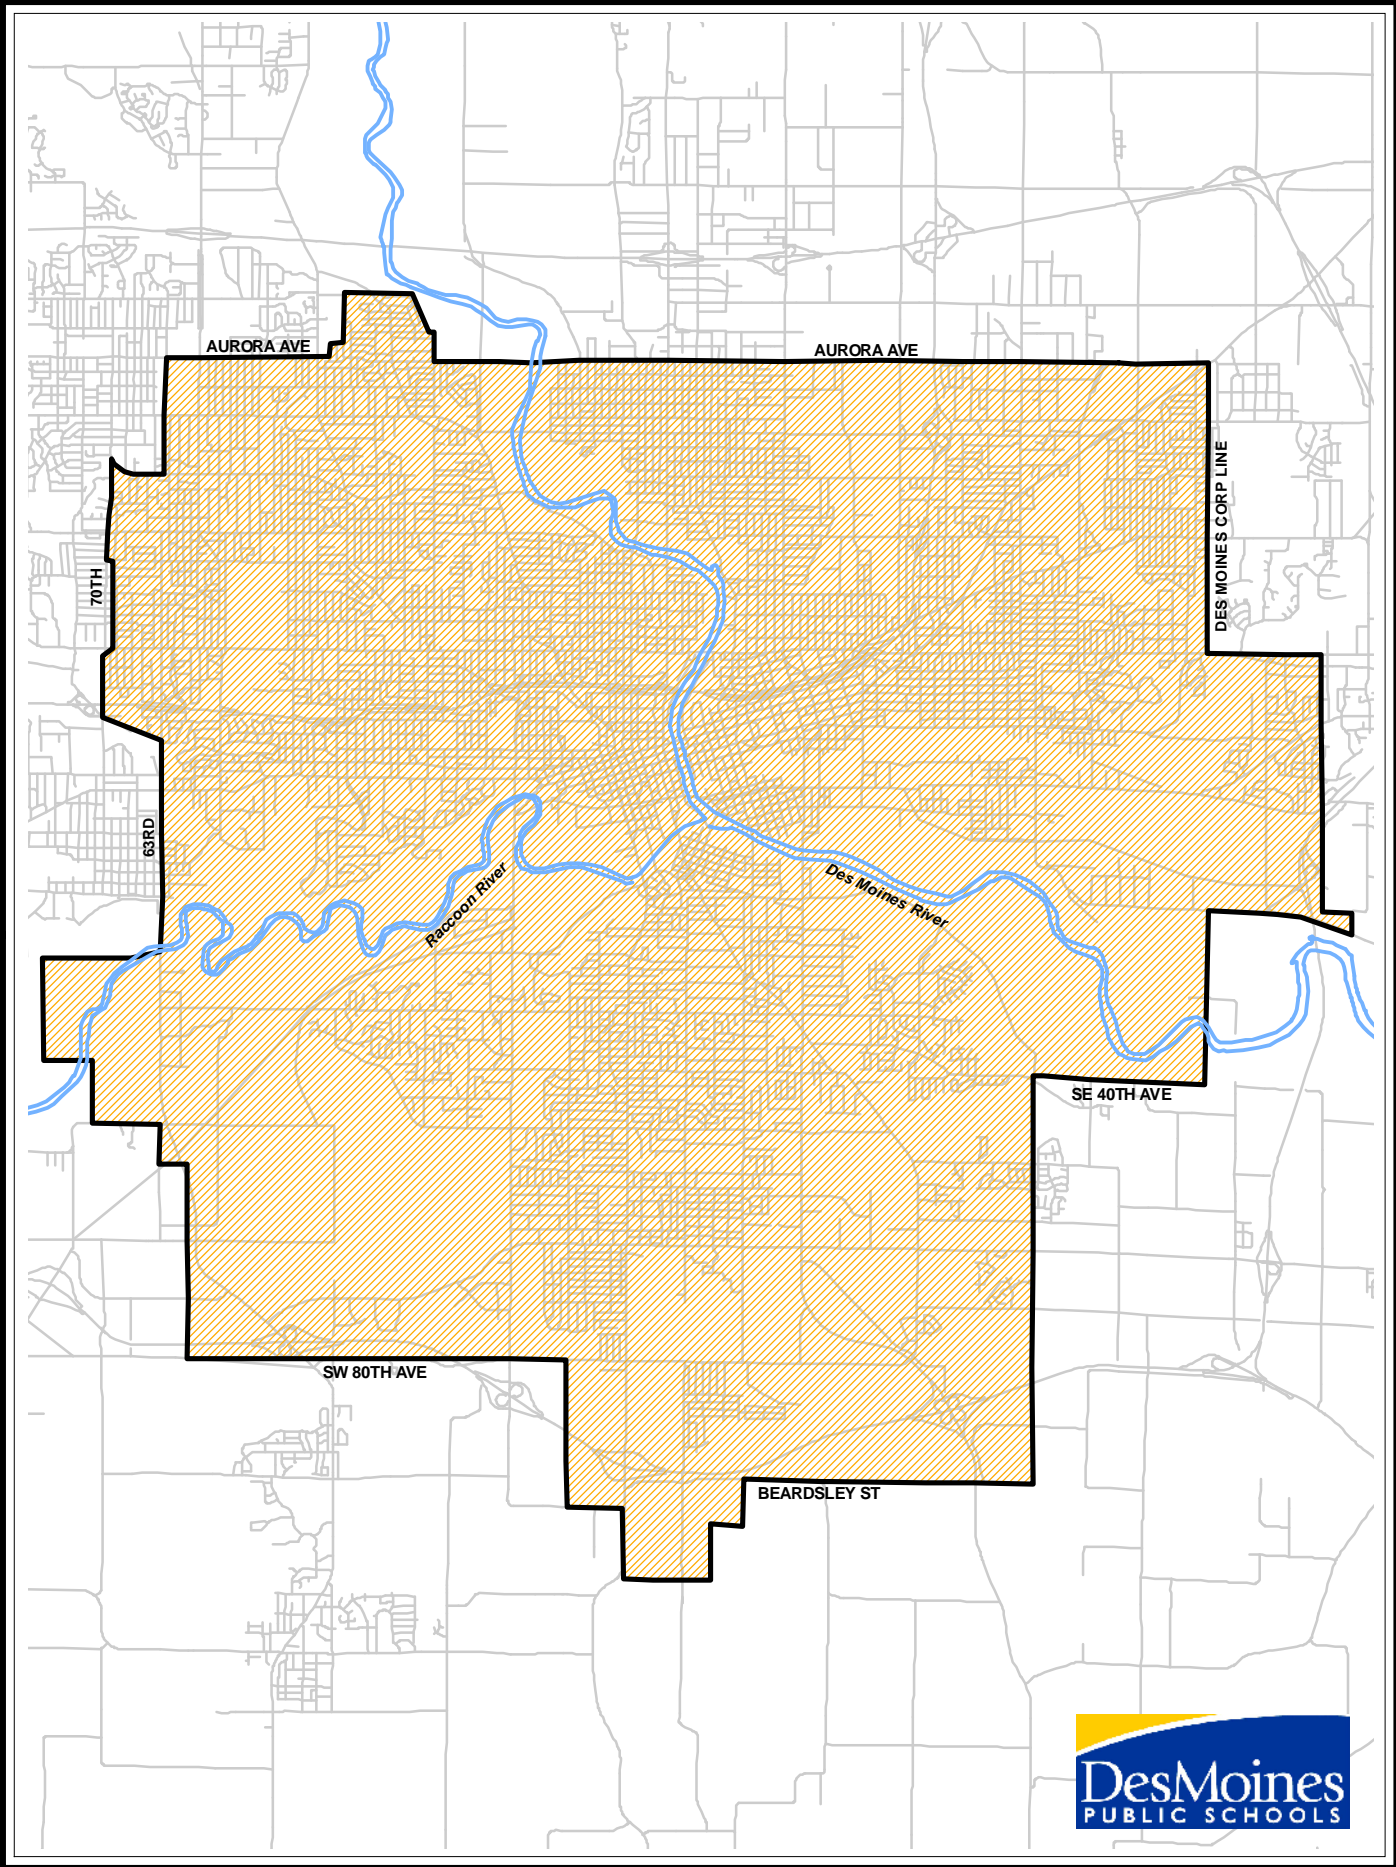 AURORA AVE
AURORA AVE
DES MOINES CORP LINE
70TH
63RD
Raccoon River
Des Moines River
SE 40TH AVE
SW 80TH AVE
BEARDSLEY ST
DesMoines
PUBLIC SCHOOLS